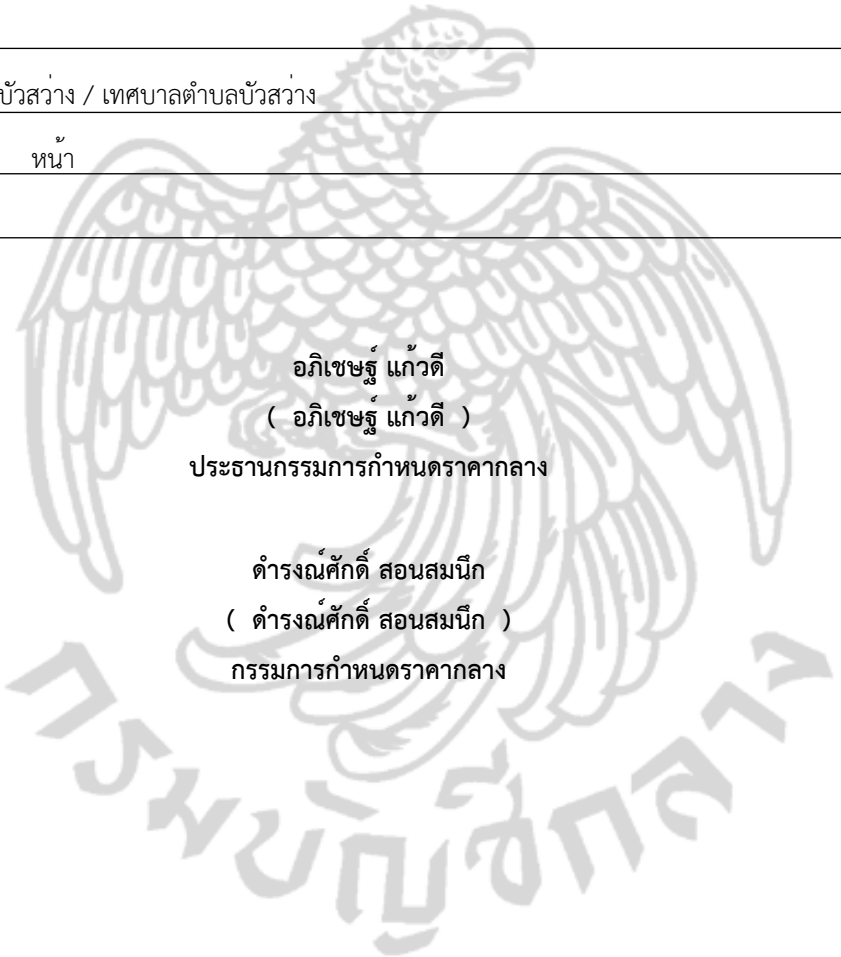 บัวสว่าง / เทศบาลตำบลบัวสว่าง
หน้า
อภิเชษฐ์ แก้วดี
( อภิเชษฐ์ แก้วดี )
ประธานกรรมการกำหนดราคากลาง
ดำรงณ์ศักดิ์ สอนสมนึก
( ดำรงณ์ศักดิ์ สอนสมนึก )
กรรมการกำหนดราคากลาง
กรมบัญชีกลาง